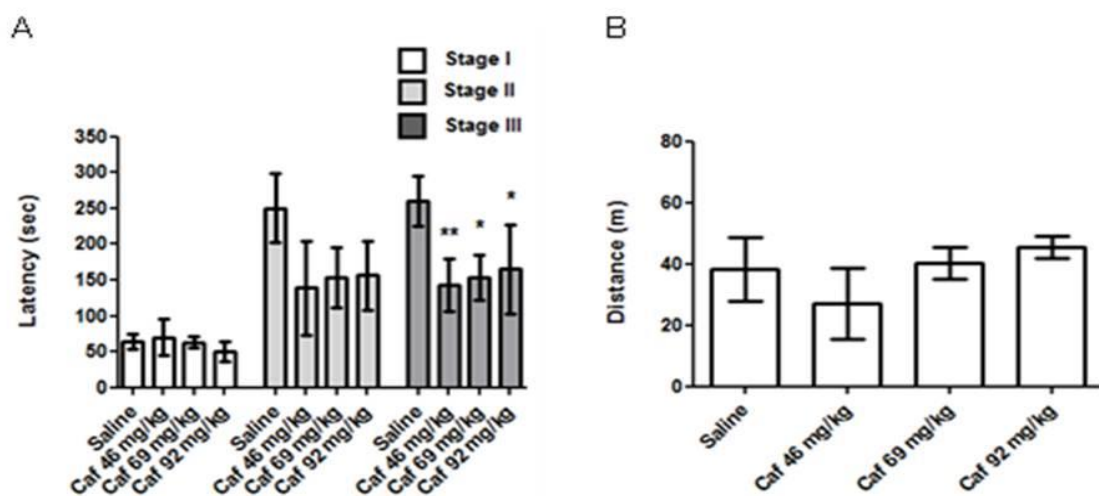 A
Stage I
Stage II
Stage III
Latency (sec)
350
300
250
200
150
100
50
0
** * *
Saline
Caf 46 mg/kg
Caf 69 mg/kg
Caf 92 mg/kg
Saline
Caf 46 mg/kg
Caf 69 mg/kg
Caf 92 mg/kg
Saline
Caf 46 mg/kg
Caf 69 mg/kg
Caf 92 mg/kg
B
Distance (m)
80
60
40
20
0
Saline
Caf 46 mg/kg
Caf 69 mg/kg
Caf 92 mg/kg